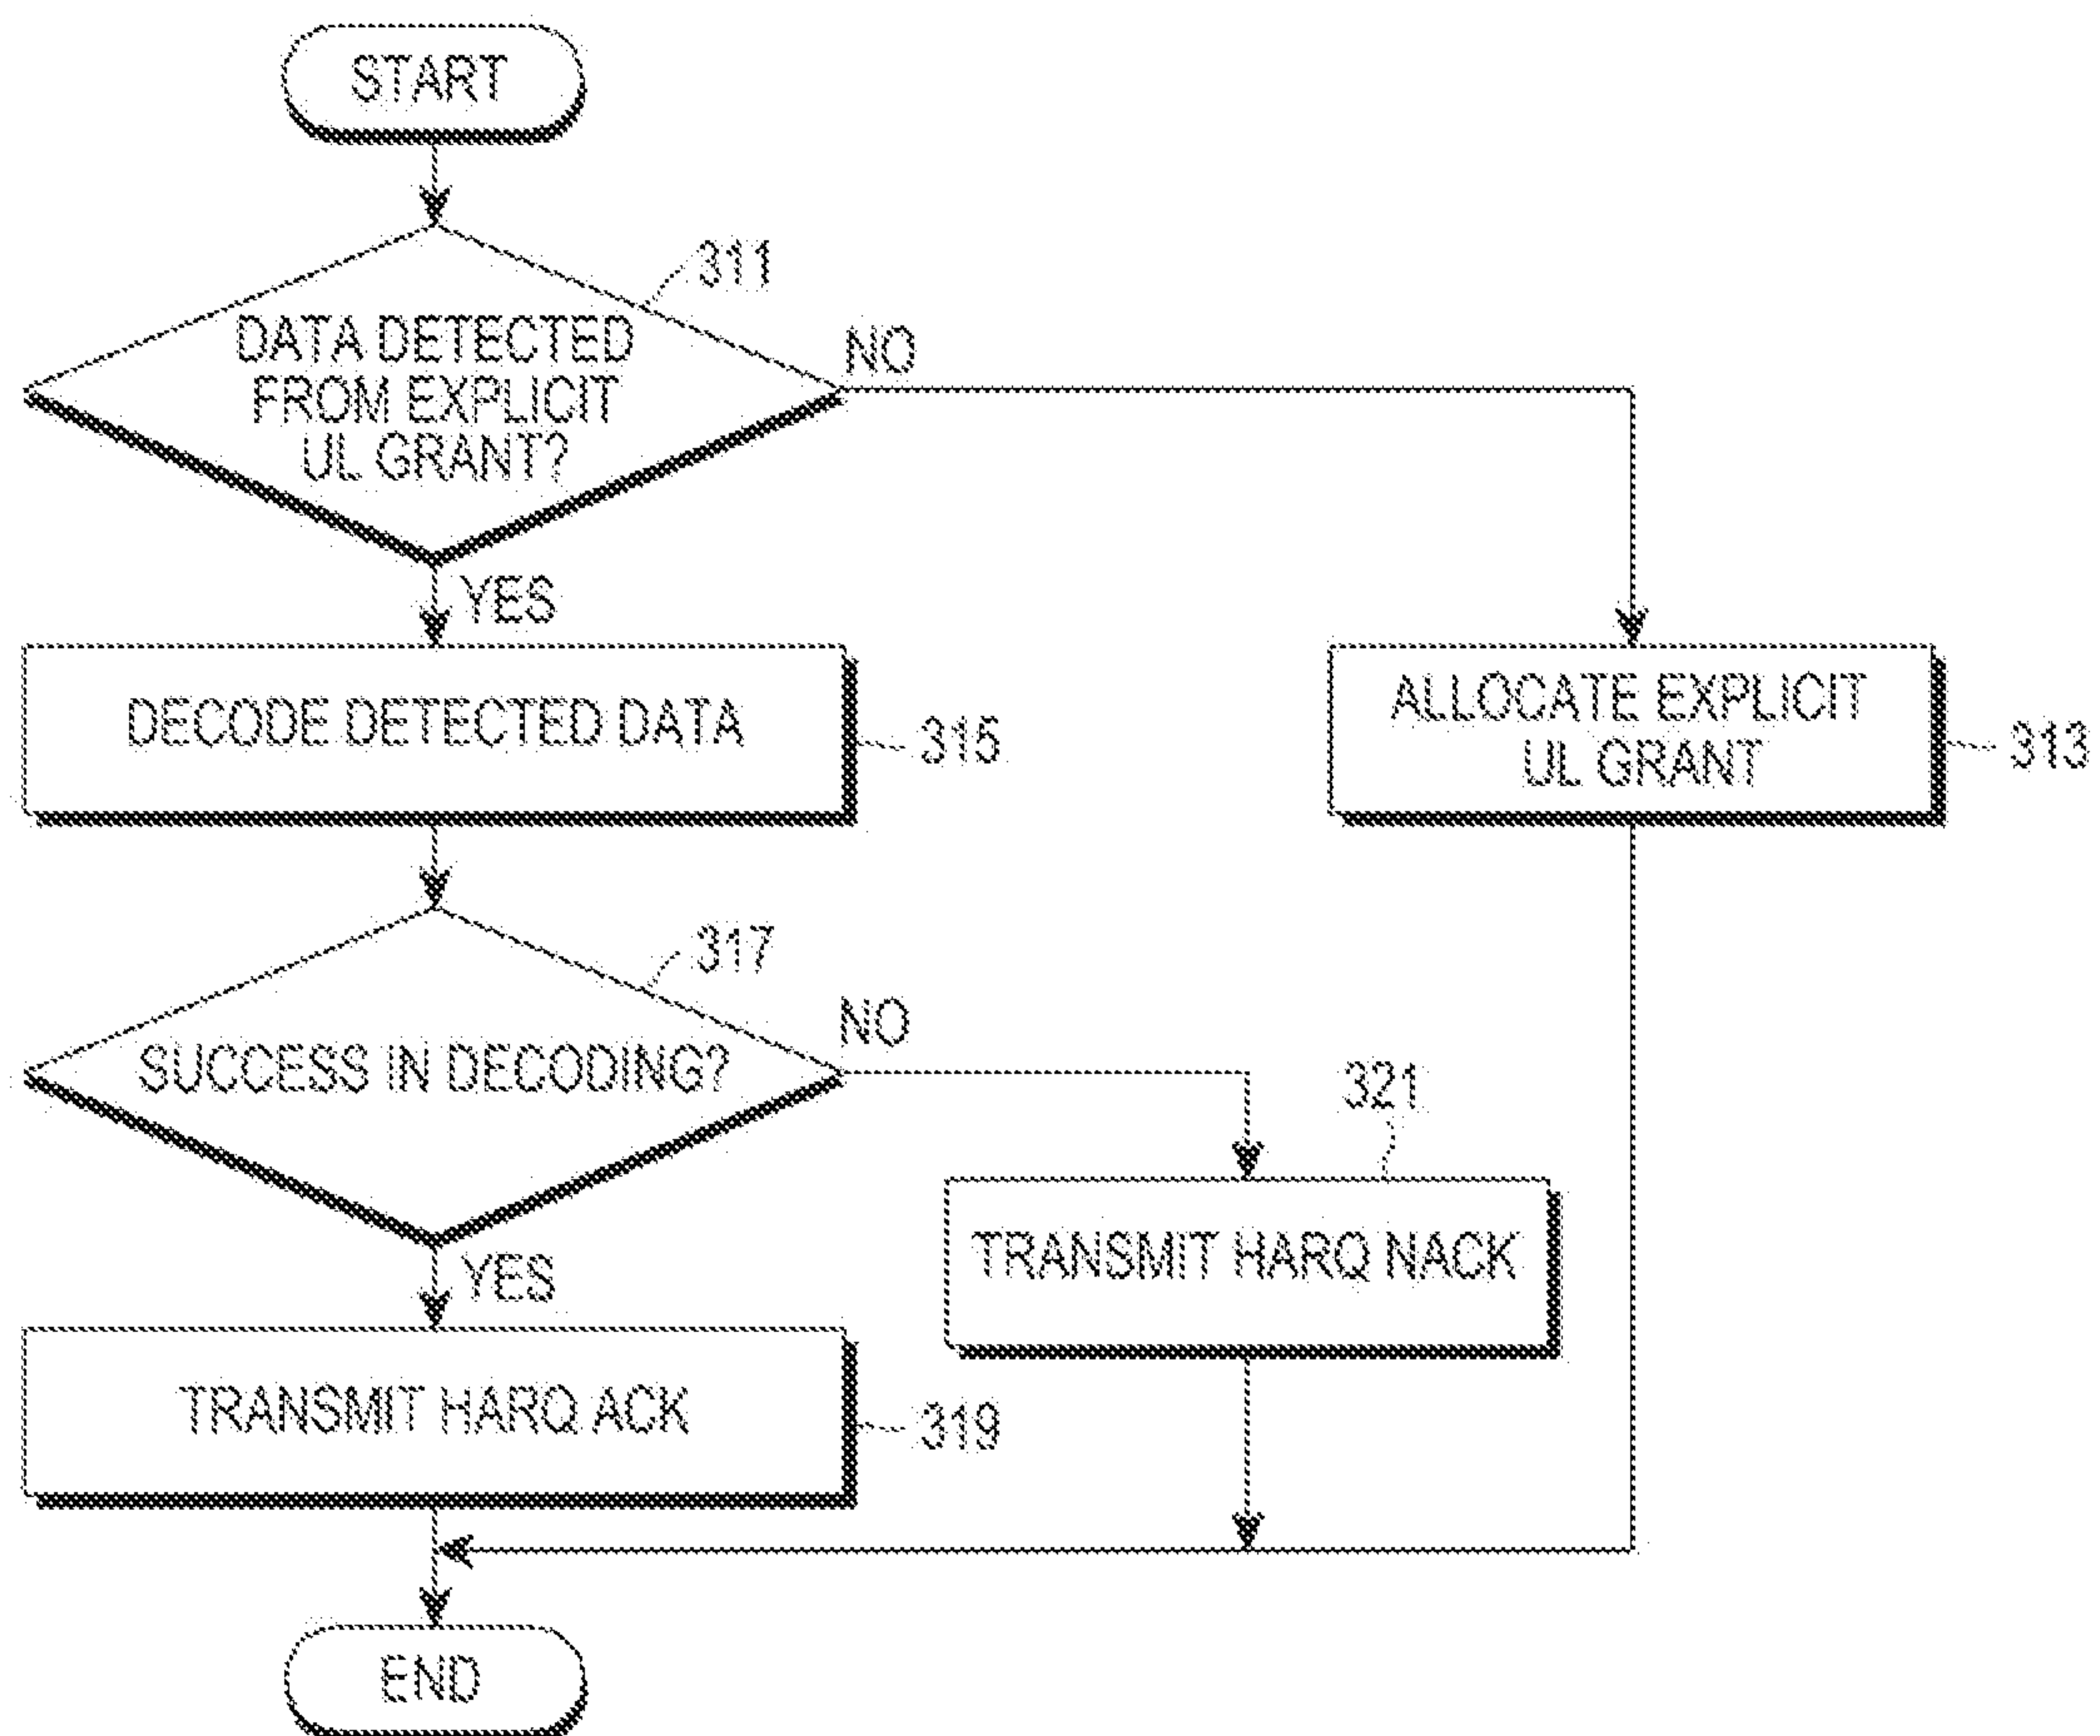 START
311
DATA DETECTED
FROM EXPLICIT
UL GRANT?
NO
YES
DECODE DETECTED DATA
315
ALLOCATE EXPLICIT
UL GRANT
313
317
SUCCESS IN DECODING?
NO
YES
321
TRANSMIT HARQ NACK
TRANSMIT HARQ ACK
319
END